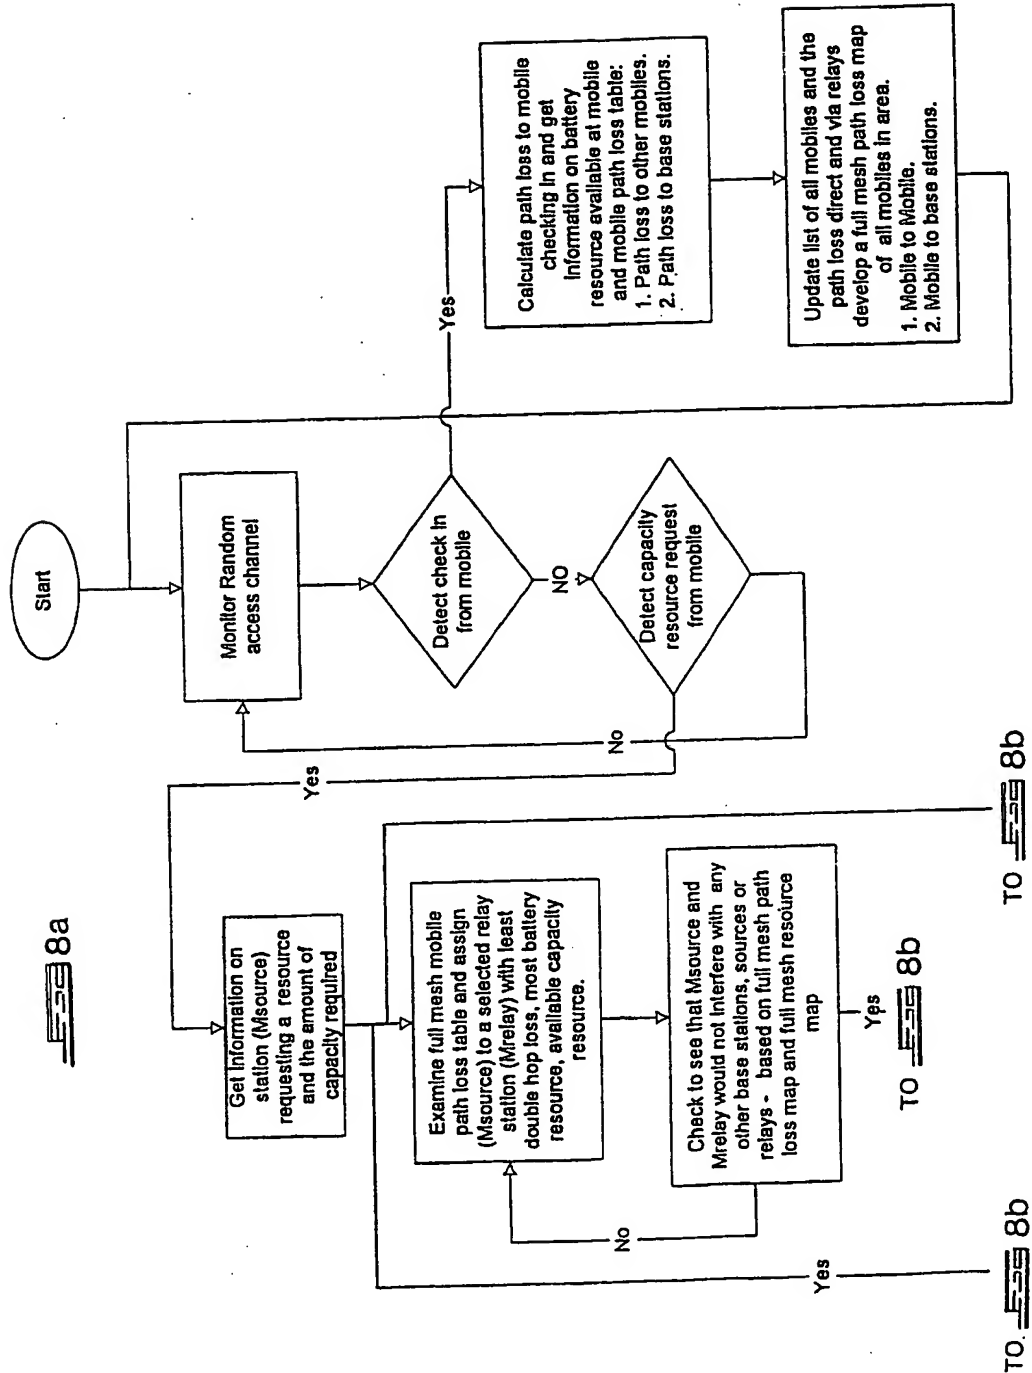 Start
Monitor Random
access channel
Detect check in
from mobile
Yes
Calculate path loss to mobile
checking in and get
Information on battery
resource available at mobile
and mobile path loss table:
1. Path loss to other mobiles.
2. Path loss to base stations.
Update list of all mobiles and the
path loss direct and via relays
develop a full mesh path loss map
of all mobiles in area.
1. Mobile to Mobile.
2. Mobile to base stations.
NO
Detect capacity
resource request
from mobile
No
Yes
Fig 8a
Get Information on
station (Msource)
requesting a resource
and the amount of
capacity required
Examine full mesh mobile
path loss table and assign
(Msource) to a selected relay
station (Mrelay) with least
double hop loss, most battery
resource, available capacity
resource.
Check to see that Msource and
Mrelay would not Interfere with any
other base stations, sources or
relays - based on full mesh path
loss map and full mesh resource
map
No
Yes
Yes
TO Fig 8b
TO Fig 8b
TO. Fig 8b